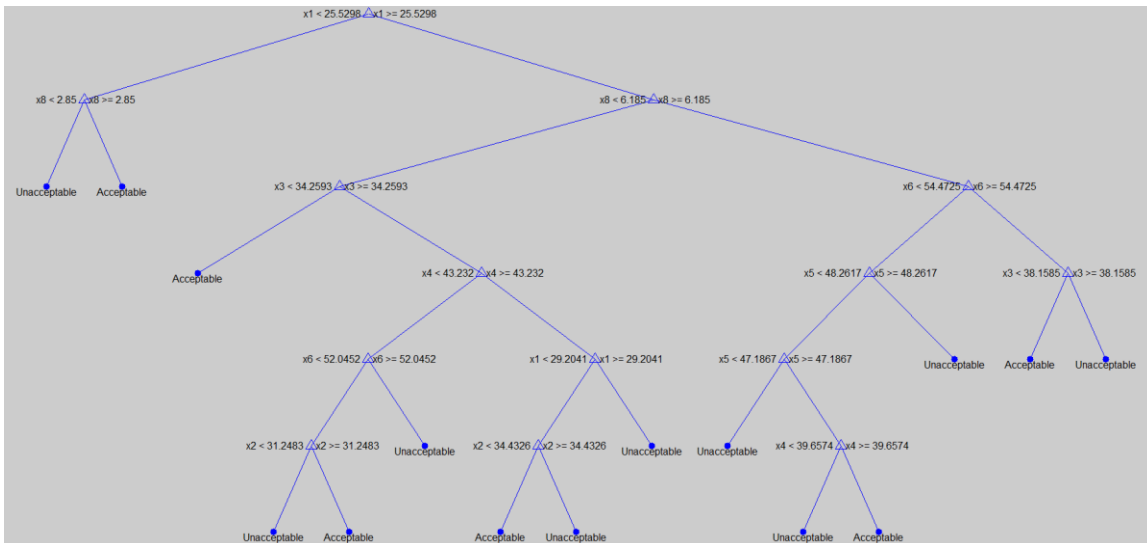 x1 < 25.5298 x1 >= 25.5298
x8 < 2.85 x8 >= 2.85
x8 < 6.185 x8 >= 6.185
Unacceptable
Acceptable
x3 < 34.2593 x3 >= 34.2593
x6 < 54.4725 x6 >= 54.4725
Acceptable
x4 < 43.232 x4 >= 43.232
x5 < 48.2617 x5 >= 48.2617
x3 < 38.1585 x3 >= 38.1585
x6 < 52.0452 x6 >= 52.0452
x1 < 29.2041 x1 >= 29.2041
x5 < 47.1867 x5 >= 47.1867
Unacceptable
Acceptable
Unacceptable
x2 < 31.2483 x2 >= 31.2483
Unacceptable
x2 < 34.4326 x2 >= 34.4326
Unacceptable
Unacceptable
x4 < 39.6574 x4 >= 39.6574
Unacceptable
Acceptable
Acceptable
Unacceptable
Unacceptable
Acceptable